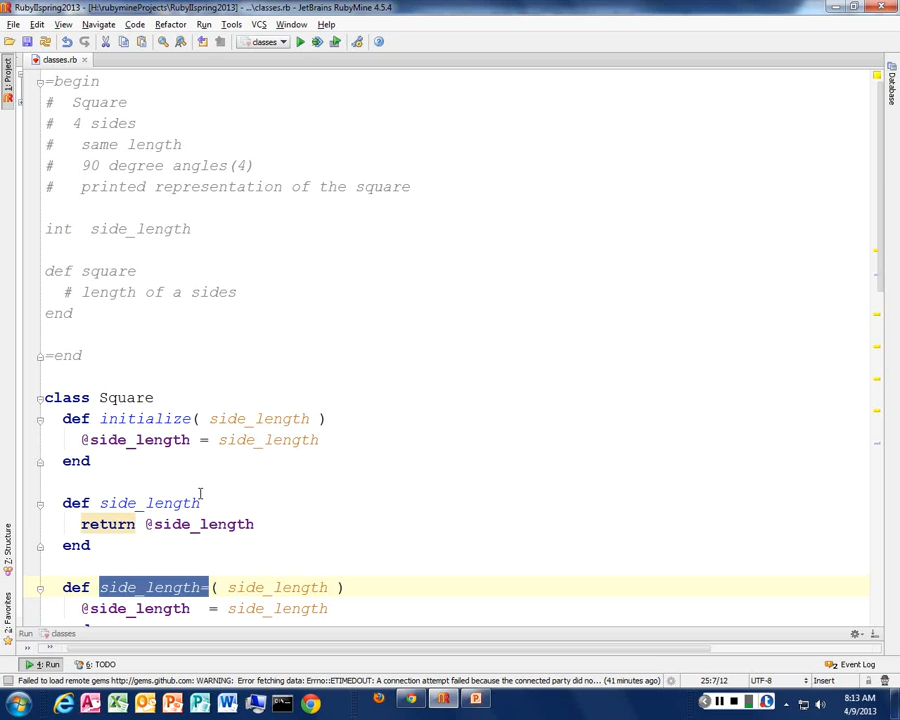 RubyIIspring2013 - [H:\rubymineProjects\RubyIIspring2013] - ...\classes.rb - JetBrains RubyMine 4.5.4
File Edit View Navigate Code Refactor Run Tools VCS Window Help
classes
classes.rb
1: Project
Database
=begin
# Square
# 4 sides
# same length
# 90 degree angles(4)
# printed representation of the square
int side_length
def square
# length of a sides
end
=end
class Square
def initialize( side_length )
@side_length = side_length
end
def side_length
return @side_length
end
def side_length=( side_length )
@side_length = side_length
Z: Structure
2: Favorites
Run classes
4: Run 6: TODO
2 Event Log
Failed to load remote gems http://gems.github.com: WARNING: Error fetching data: Errno::ETIMEDOUT: A connection attempt failed because the connected party did no... (41 minutes ago)
25:7/12 UTF-8 Insert
8:13 AM
4/9/2013